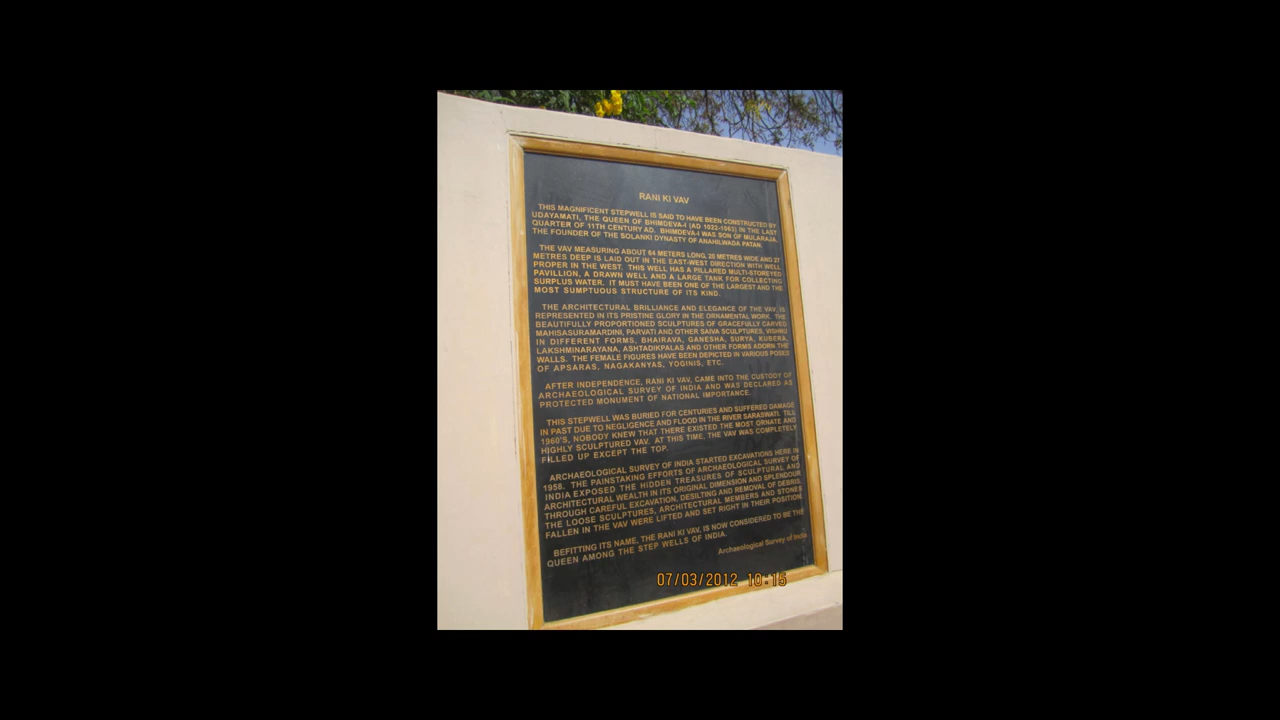 RANI KI VAV
THIS MAGNIFICENT STEPWELL IS SAID TO HAVE BEEN CONSTRUCTED BY
UDAYAMATI, THE QUEEN OF BHIMDEVA-I (AD 1022-1063) IN THE LAST
QUARTER OF 11TH CENTURY AD. BHIMDEVA-I WAS SON OF MULARAJA,
THE FOUNDER OF THE SOLANKI DYNASTY OF ANAHILWADA PATAN.
THE VAV MEASURING ABOUT 64 METERS LONG, 20 METRES WIDE AND 27
METRES DEEP IS LAID OUT IN THE EAST-WEST DIRECTION WITH WELL
PROPER IN THE WEST. THIS WELL HAS A PILLARED MULTI-STOREYED
PAVILLION, A DRAWN WELL AND A LARGE TANK FOR COLLECTING
SURPLUS WATER. IT MUST HAVE BEEN ONE OF THE LARGEST AND THE
MOST SUMPTUOUS STRUCTURE OF ITS KIND.
THE ARCHITECTURAL BRILLIANCE AND ELEGANCE OF THE VAV, IS
REPRESENTED IN ITS PRISTINE GLORY IN THE ORNAMENTAL WORK. THE
BEAUTIFULLY PROPORTIONED SCULPTURES OF GRACEFULLY CARVED
MAHISASURAMARDINI, PARVATI AND OTHER SAIVA SCULPTURES, VISHNU
IN DIFFERENT FORMS, BHAIRAVA, GANESHA, SURYA, KUBERA,
LAKSHMINARAYANA, ASHTADIKPALAS AND OTHER FORMS ADORN THE
WALLS. THE FEMALE FIGURES HAVE BEEN DEPICTED IN VARIOUS POSES
OF APSARAS, NAGAKANYAS, YOGINIS, ETC.
AFTER INDEPENDENCE, RANI KI VAV, CAME INTO THE CUSTODY OF
ARCHAEOLOGICAL SURVEY OF INDIA AND WAS DECLARED AS
PROTECTED MONUMENT OF NATIONAL IMPORTANCE.
THIS STEPWELL WAS BURIED FOR CENTURIES AND SUFFERED DAMAGE
IN PAST DUE TO NEGLIGENCE AND FLOOD IN THE RIVER SARASWATI. TILL
1960'S, NOBODY KNEW THAT THERE EXISTED THE MOST ORNATE AND
HIGHLY SCULPTURED VAV. AT THIS TIME, THE VAV WAS COMPLETELY
FILLED UP EXCEPT THE TOP.
ARCHAEOLOGICAL SURVEY OF INDIA STARTED EXCAVATIONS HERE IN
1958. THE PAINSTAKING EFFORTS OF ARCHAEOLOGICAL SURVEY OF
INDIA EXPOSED THE HIDDEN TREASURES OF SCULPTURAL AND
ARCHITECTURAL WEALTH IN ITS ORIGINAL DIMENSION AND SPLENDOUR
THROUGH CAREFUL EXCAVATION, DESILTING AND REMOVAL OF DEBRIS.
THE LOOSE SCULPTURES, ARCHITECTURAL MEMBERS AND STONES
FALLEN IN THE VAV WERE LIFTED AND SET RIGHT IN THEIR POSITION.
BEFITTING ITS NAME, THE RANI KI VAV, IS NOW CONSIDERED TO BE THE
QUEEN AMONG THE STEP WELLS OF INDIA.
Archaeological Survey of India
07/03/2012 10:15